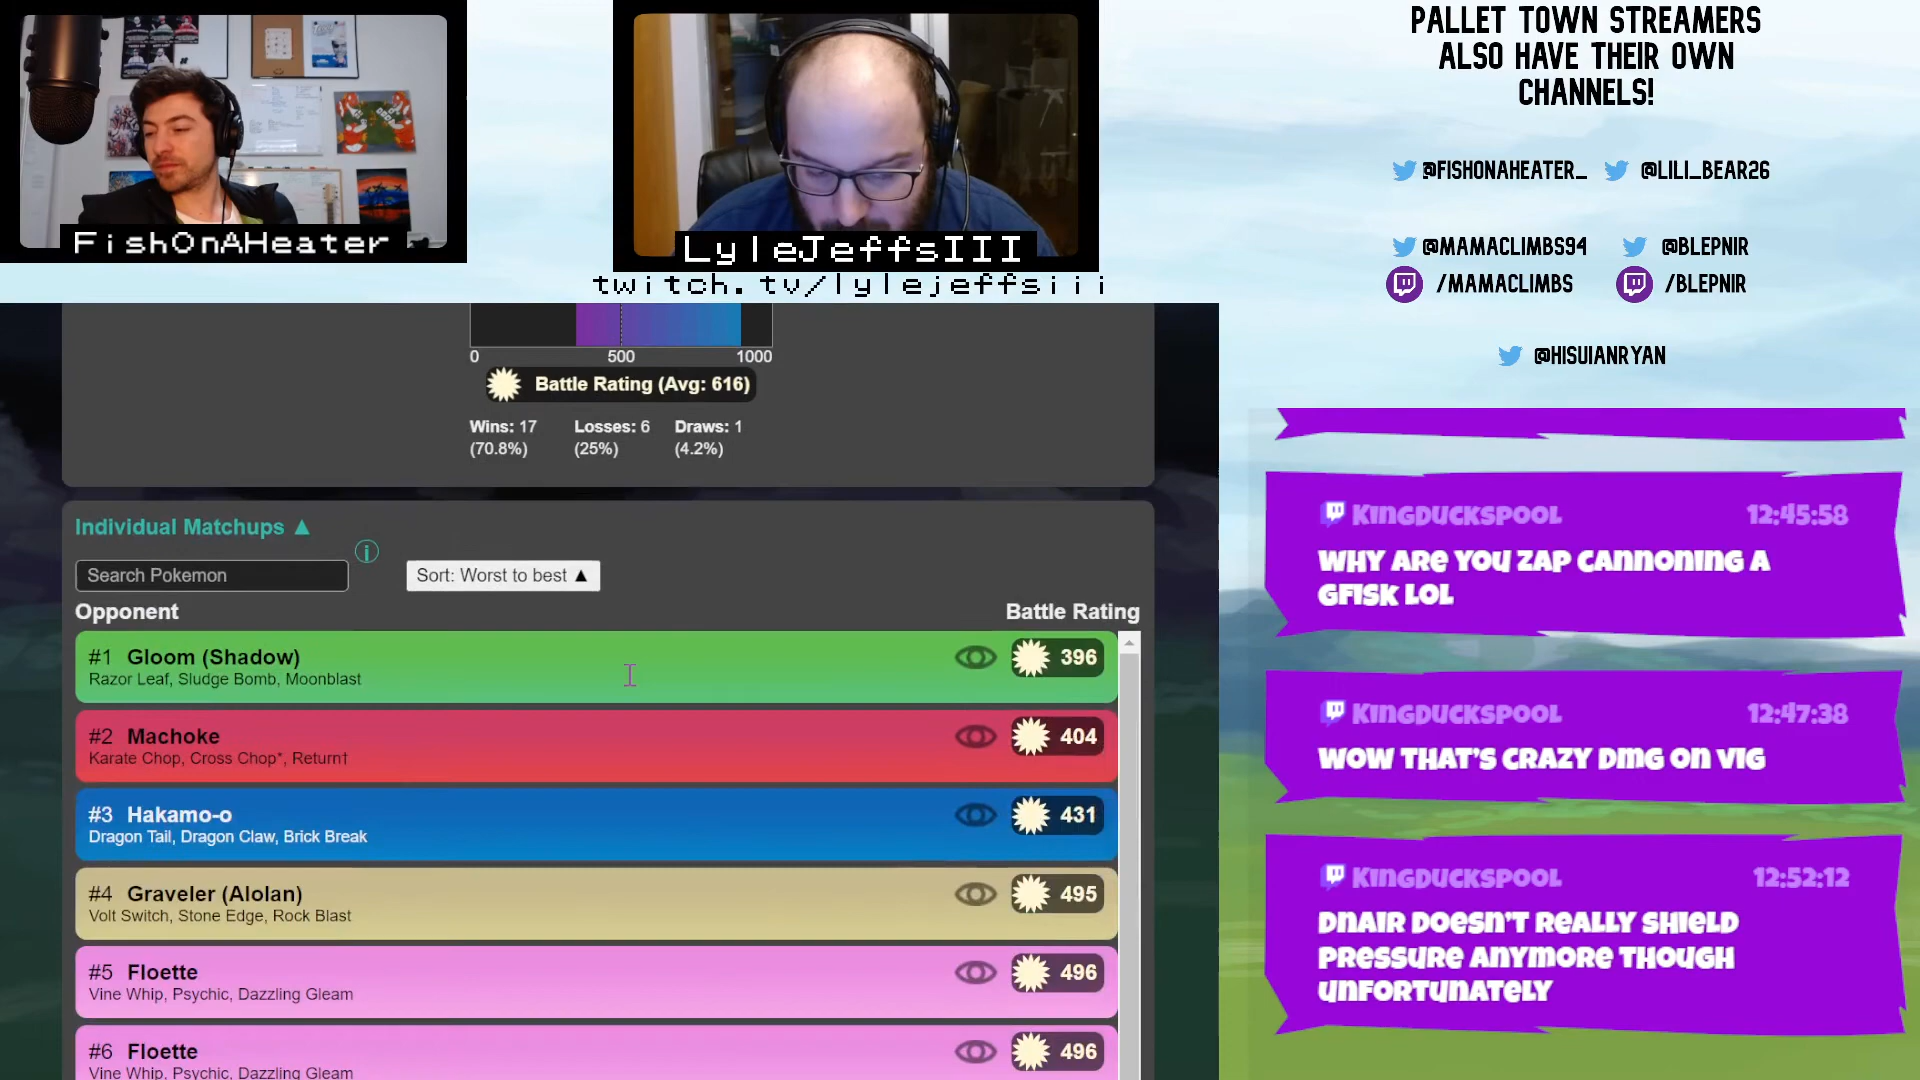 FishOnAHeater
LyleJeffsIII
twitch.tv/lylejeffsiii
PALLET TOWN STREAMERS
ALSO HAVE THEIR OWN
CHANNELS!
@FISHONAHEATER_ @LILI_BEAR26
@MAMACLIMBS94 @BLEPNIR
/MAMACLIMBS /BLEPNIR
@HISUIANRYAN
0 500 1000
Battle Rating (Avg: 616)
Wins: 17 Losses: 6 Draws: 1
(70.8%) (25%) (4.2%)
Individual Matchups ▲
i
Search Pokemon Sort: Worst to best ▲
Opponent Battle Rating
#1 Gloom (Shadow) 396
Razor Leaf, Sludge Bomb, Moonblast
#2 Machoke 404
Karate Chop, Cross Chop*, Return†
#3 Hakamo-o 431
Dragon Tail, Dragon Claw, Brick Break
#4 Graveler (Alolan) 495
Volt Switch, Stone Edge, Rock Blast
#5 Floette 496
Vine Whip, Psychic, Dazzling Gleam
#6 Floette 496
Vine Whip, Psychic, Dazzling Gleam
KingDuckspool 12:45:58
Why are you zap cannoning a
gfisk lol
KingDuckspool 12:47:38
Wow that's crazy dmg on vig
KingDuckspool 12:52:12
Dnair doesn't really shield
pressure anymore though
unfortunately